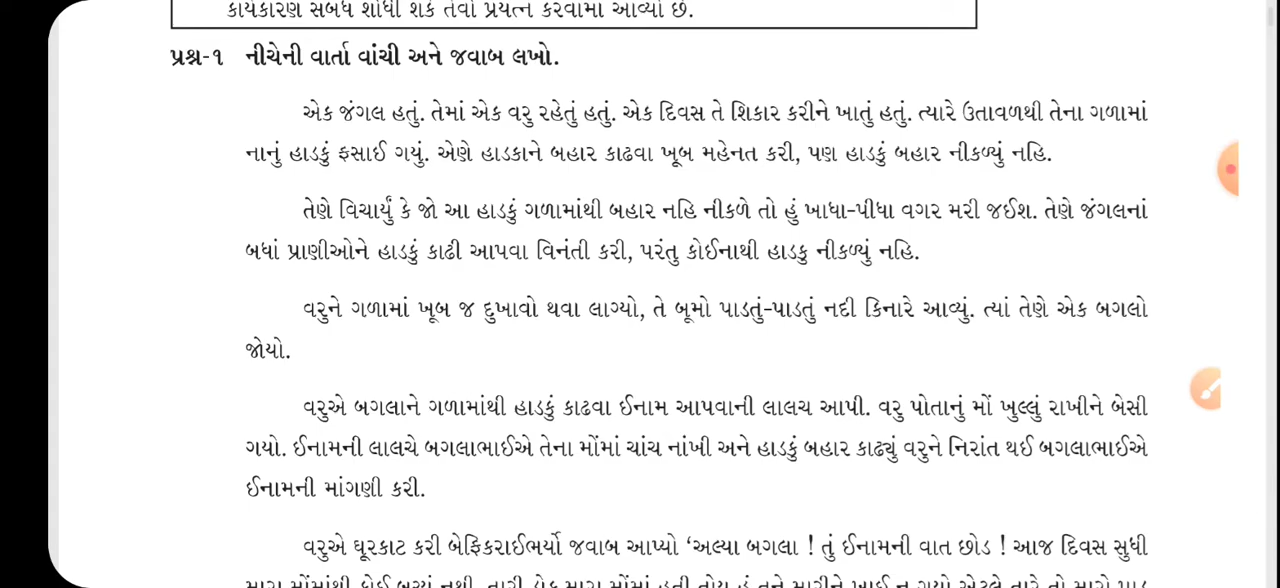 કાર્યકારણ સંબંધ શોધી શકે તેવો પ્રયત્ન કરવામાં આવ્યો છે.
પ્રશ્ન-૧ નીચેની વાર્તા વાંચી અને જવાબ લખો.
એક જંગલ હતું. તેમાં એક વરુ રહેતું હતું. એક દિવસ તે શિકાર કરીને ખાતું હતું. ત્યારે ઉતાવળથી તેના ગળામાં
નાનું હાડકું ફસાઈ ગયું. એણે હાડકાને બહાર કાઢવા ખૂબ મહેનત કરી, પણ હાડકું બહાર નીકળ્યું નહિ.
તેણે વિચાર્યું કે જો આ હાડકું ગળામાંથી બહાર નહિ નીકળે તો હું ખાધા-પીધા વગર મરી જઈશ. તેણે જંગલનાં
બધાં પ્રાણીઓને હાડકું કાઢી આપવા વિનંતી કરી, પરંતુ કોઈનાથી હાડકુ નીકળ્યું નહિ.
વરુને ગળામાં ખૂબ જ દુખાવો થવા લાગ્યો, તે બૂમો પાડતું-પાડતું નદી કિનારે આવ્યું. ત્યાં તેણે એક બગલો
જોયો.
વરુએ બગલાને ગળામાંથી હાડકું કાઢવા ઈનામ આપવાની લાલચ આપી. વરુ પોતાનું મોં ખુલ્લું રાખીને બેસી
ગયો. ઈનામની લાલચે બગલાભાઈએ તેના મોંમાં ચાંચ નાંખી અને હાડકું બહાર કાઢ્યું વરુને નિરાંત થઈ બગલાભાઈએ
ઈનામની માંગણી કરી.
વરુએ ઘૂરકાટ કરી બેફિકરાઈભર્યો જવાબ આપ્યો ‘અલ્યા બગલા ! તું ઈનામની વાત છોડ ! આજ દિવસ સુધી